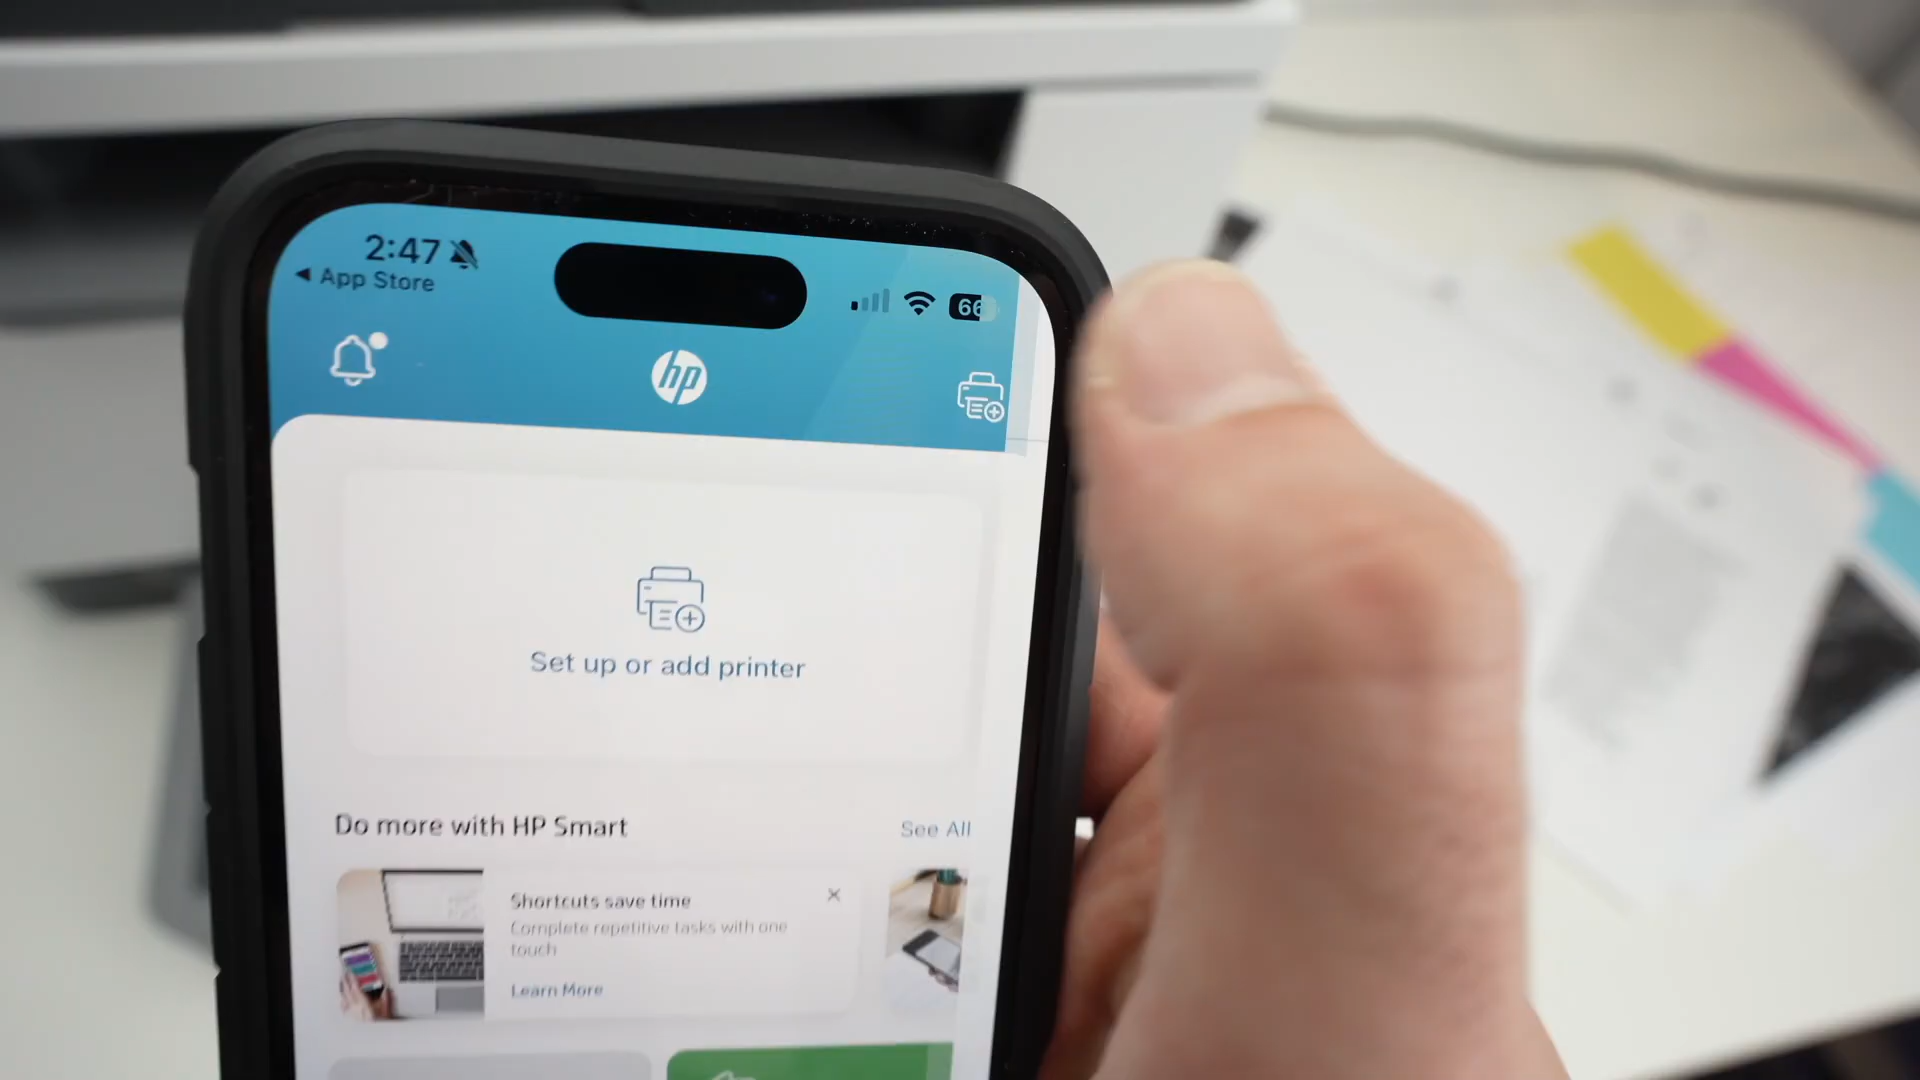 2:47
◀ App Store
66
hp
Set up or add printer
Do more with HP Smart
See All
Shortcuts save time
Complete repetitive tasks with one
touch
Learn More